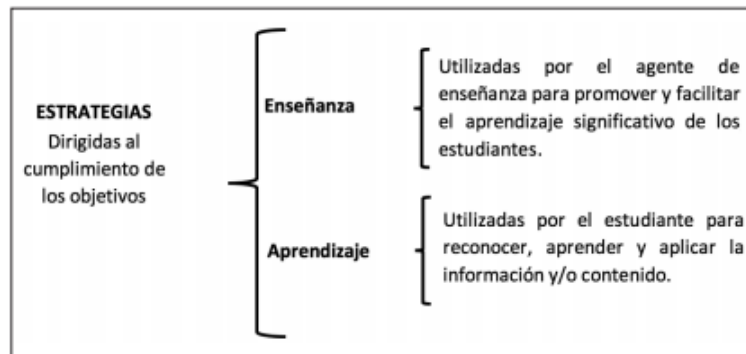 ESTRATEGIAS
Dirigidas al
cumplimiento de
los objetivos
Enseñanza
Utilizadas por el agente de
enseñanza para promover y facilitar
el aprendizaje significativo de los
estudiantes.
Aprendizaje
Utilizadas por el estudiante para
reconocer, aprender y aplicar la
información y/o contenido.